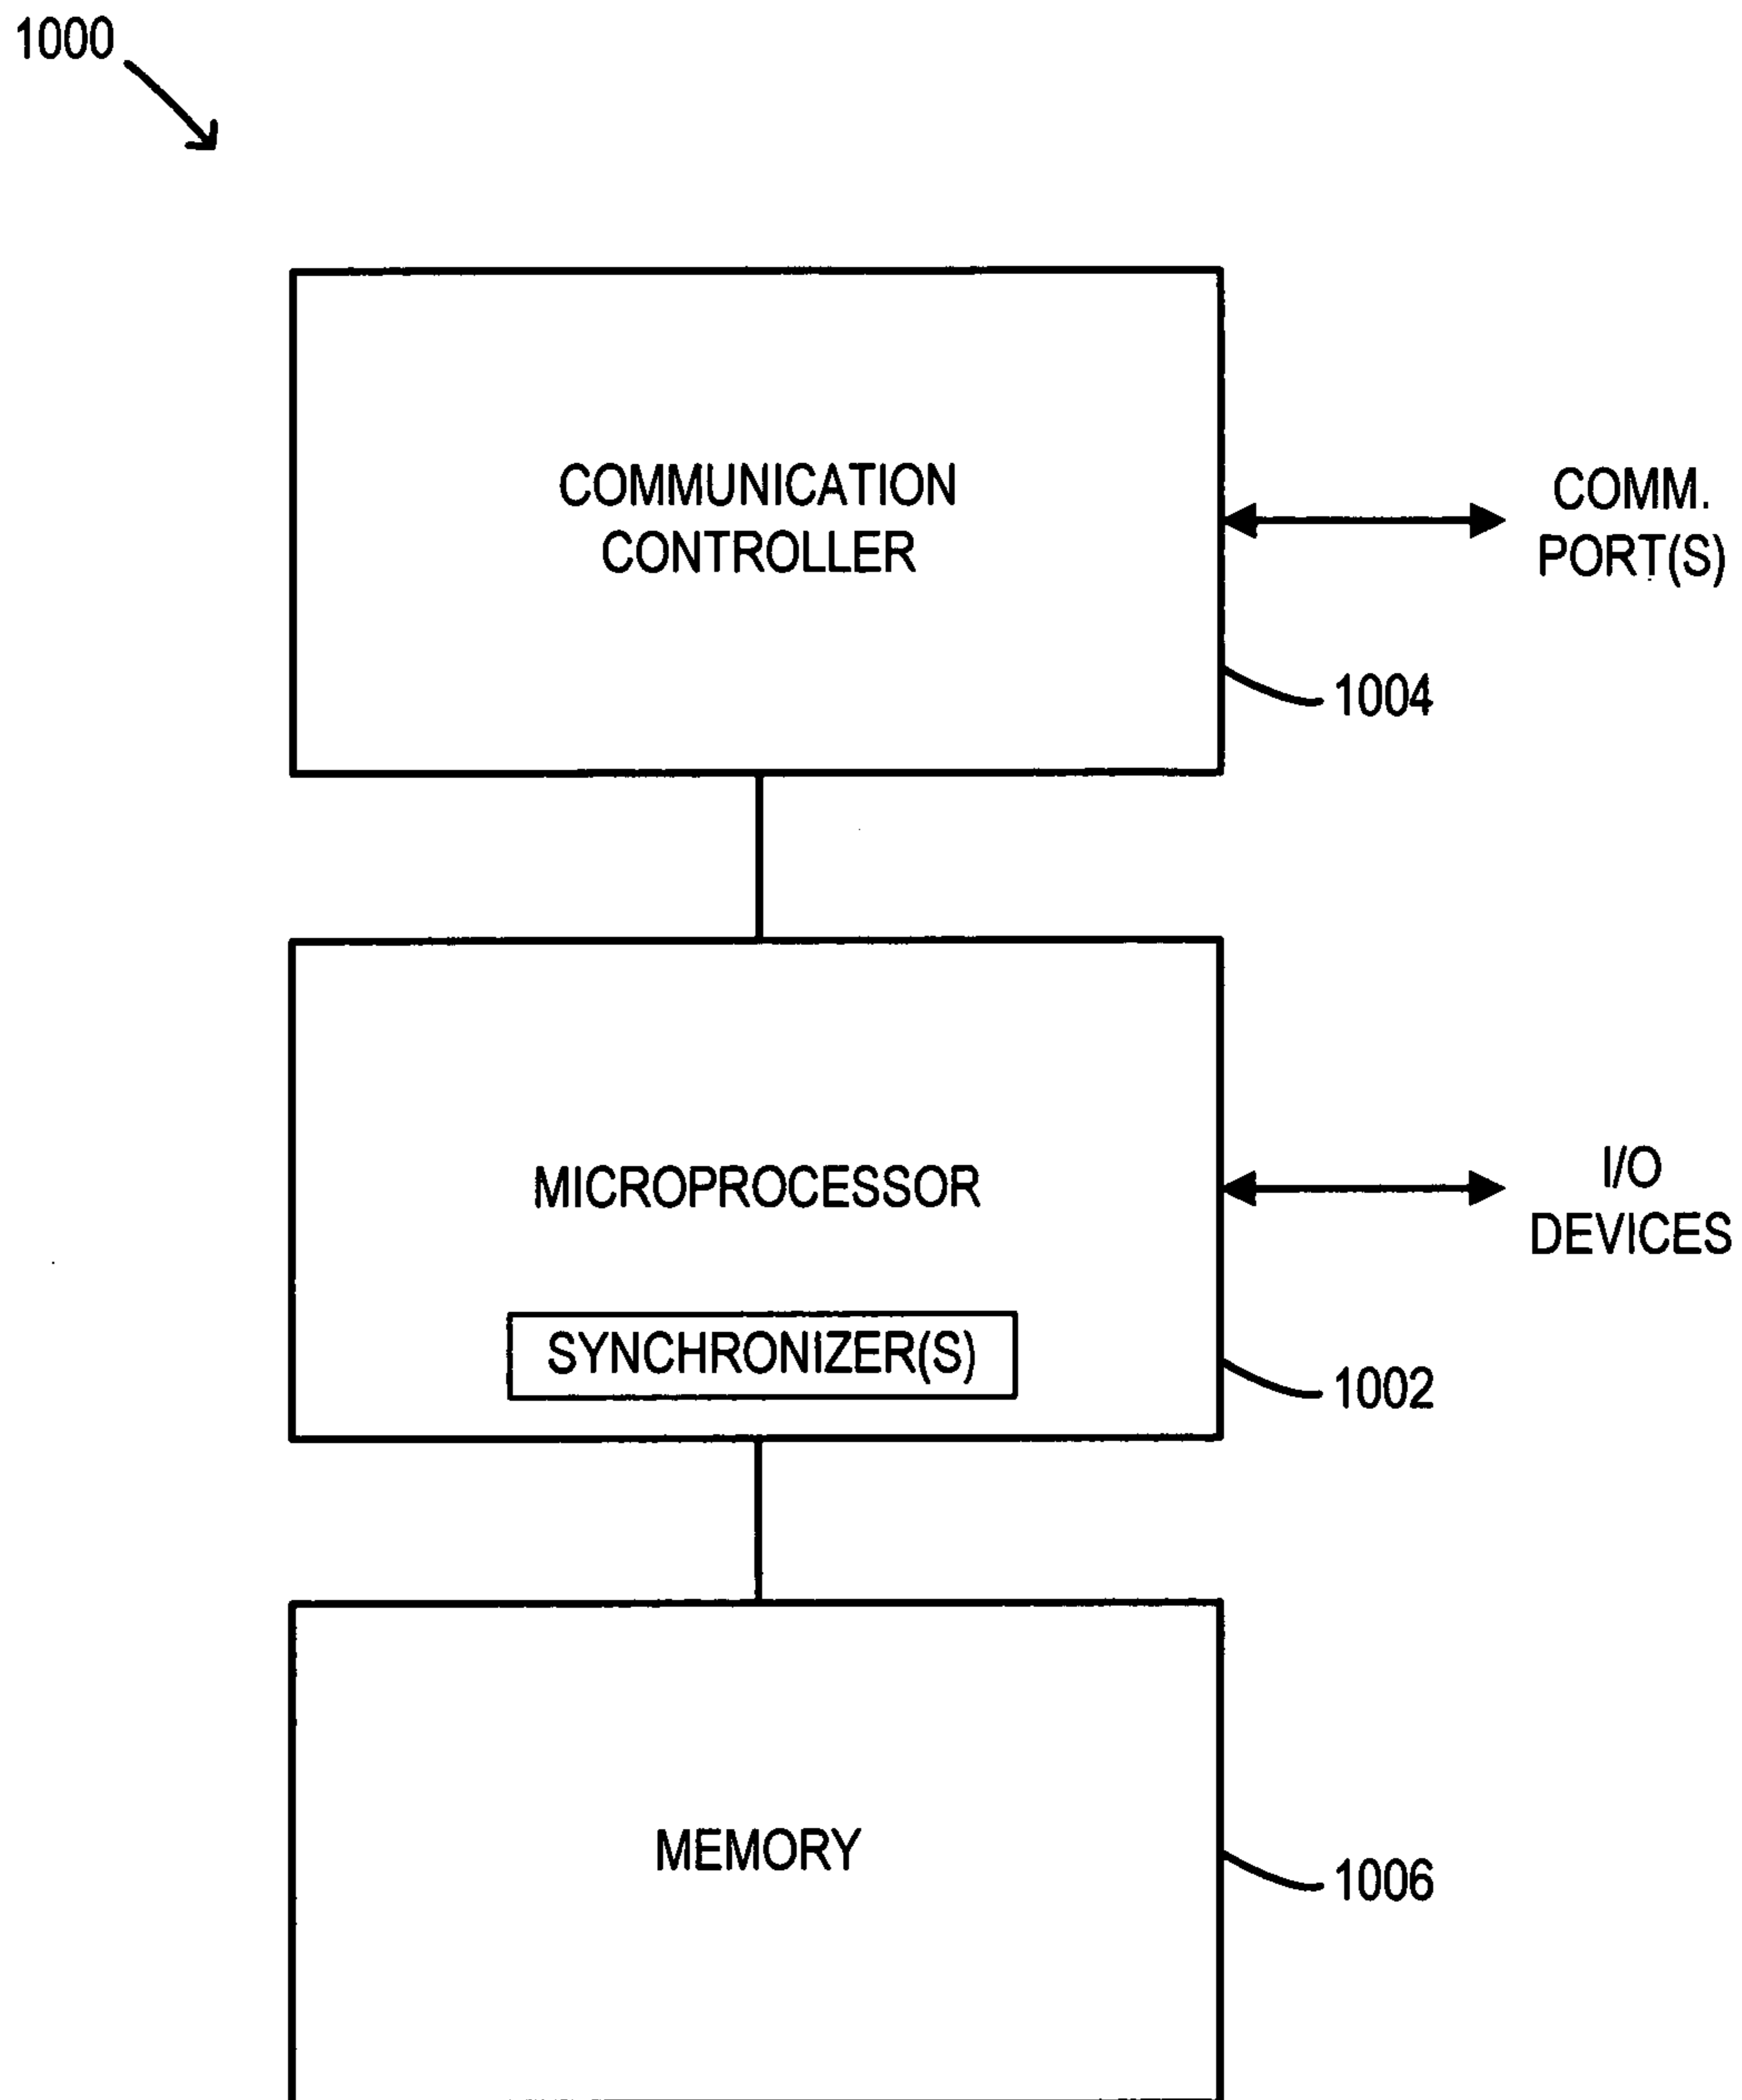 1000
COMMUNICATION
CONTROLLER
COMM.
PORT(S)
1004
MICROPROCESSOR
I/O
DEVICES
SYNCHRONIZER(S)
1002
MEMORY
1006